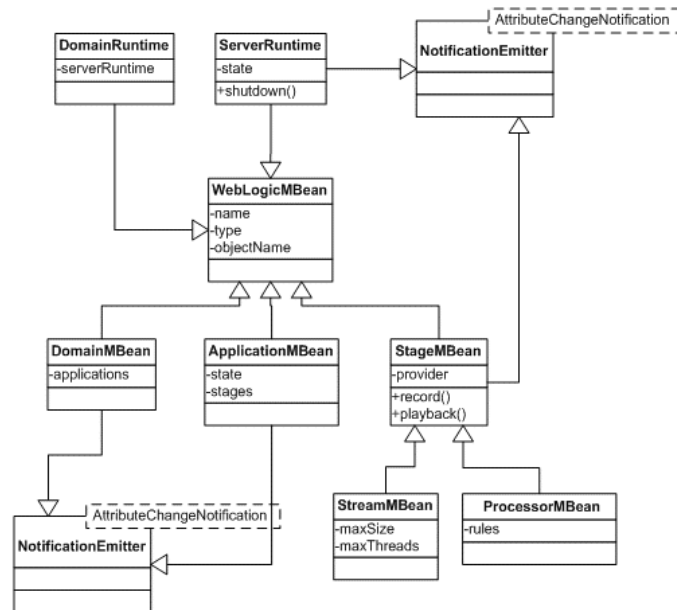 AttributeChangeNotification
DomainRuntime
-serverRuntime
ServerRuntime
-state
+shutdown()
NotificationEmitter
WebLogicMBean
-name
-type
-objectName
DomainMBean
-applications
ApplicationMBean
-state
-stages
StageMBean
-provider
+record()
+playback()
AttributeChangeNotification
NotificationEmitter
StreamMBean
-maxSize
-maxThreads
ProcessorMBean
-rules